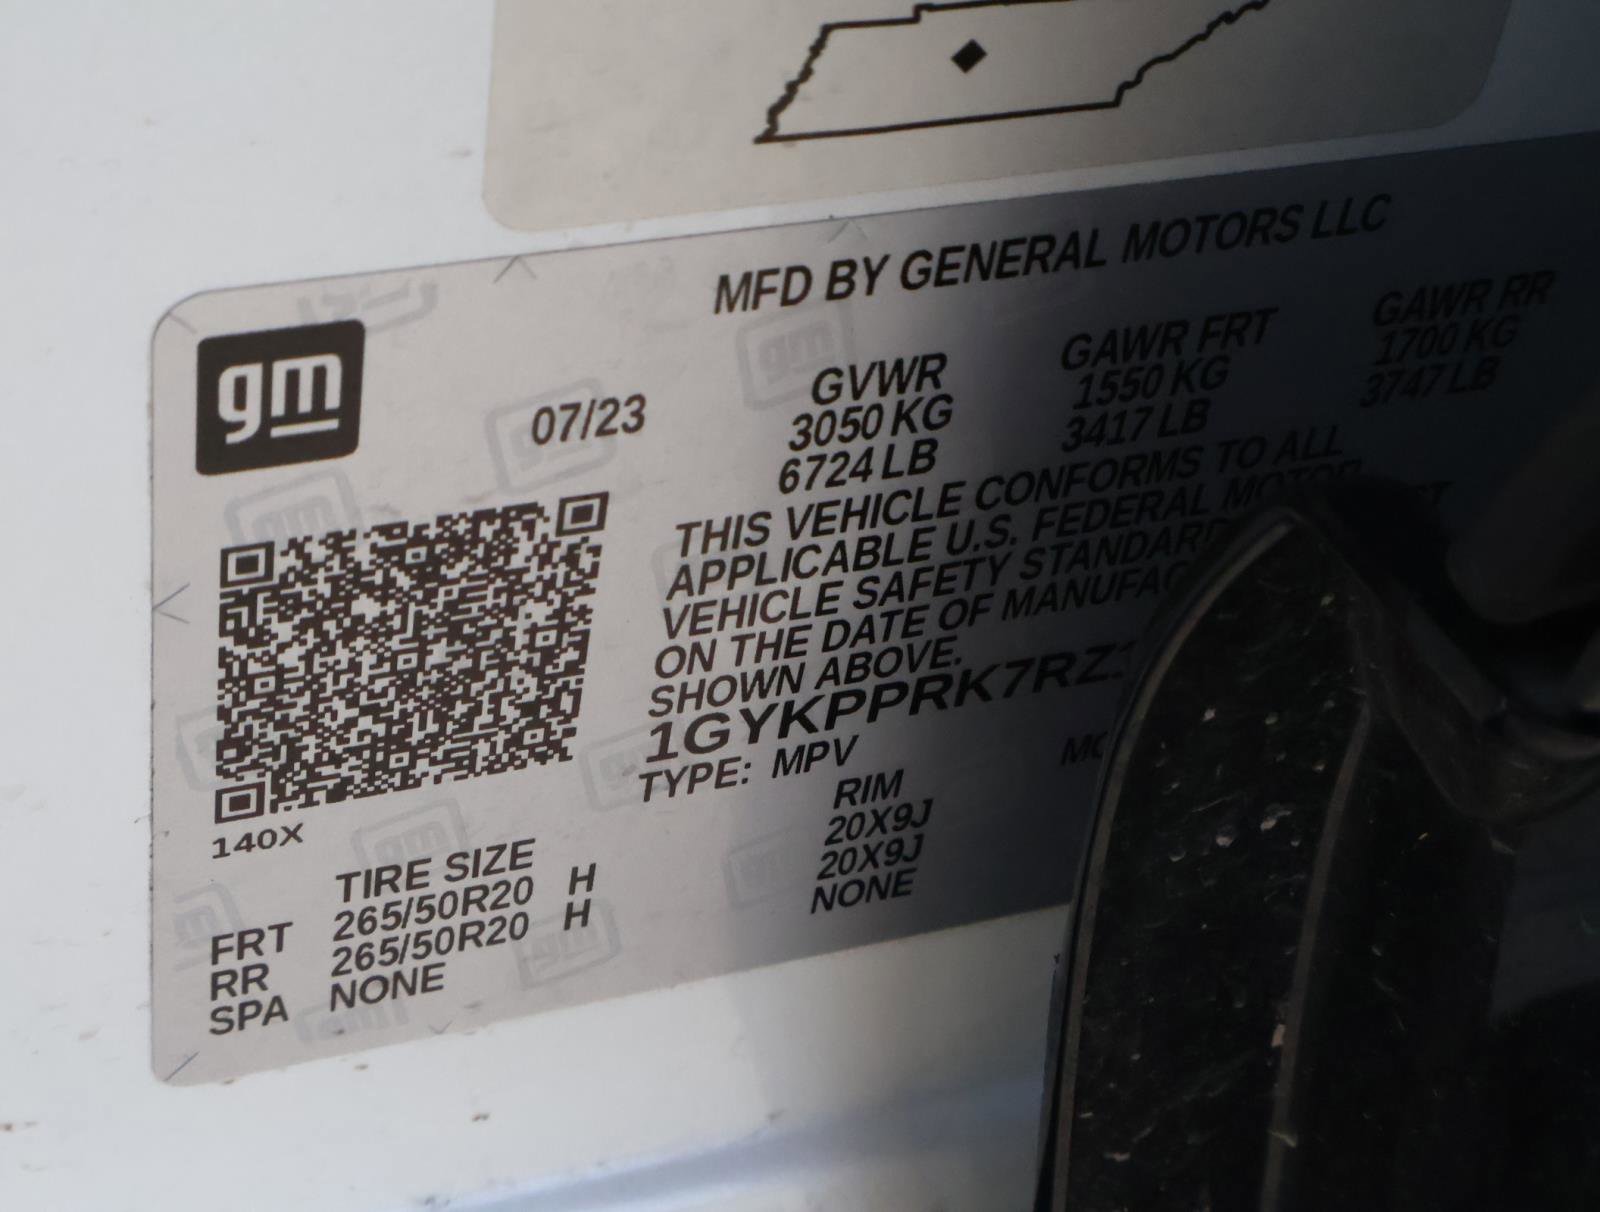 MFD BY GENERAL MOTORS LLC
gm
07/23
GVWR GAWR FRT GAWR RR
3050 KG 1550 KG 1700 KG
6724 LB 3417 LB 3747 LB
THIS VEHICLE CONFORMS TO ALL
APPLICABLE U.S. FEDERAL MOTOR
VEHICLE SAFETY STANDARD
ON THE DATE OF MANUFAC
SHOWN ABOVE.
1GYKPPRK7RZ1
TYPE: MPV
140X
TIRE SIZE RIM
FRT 265/50R20 H 20X9J
RR 265/50R20 H 20X9J
SPA NONE NONE